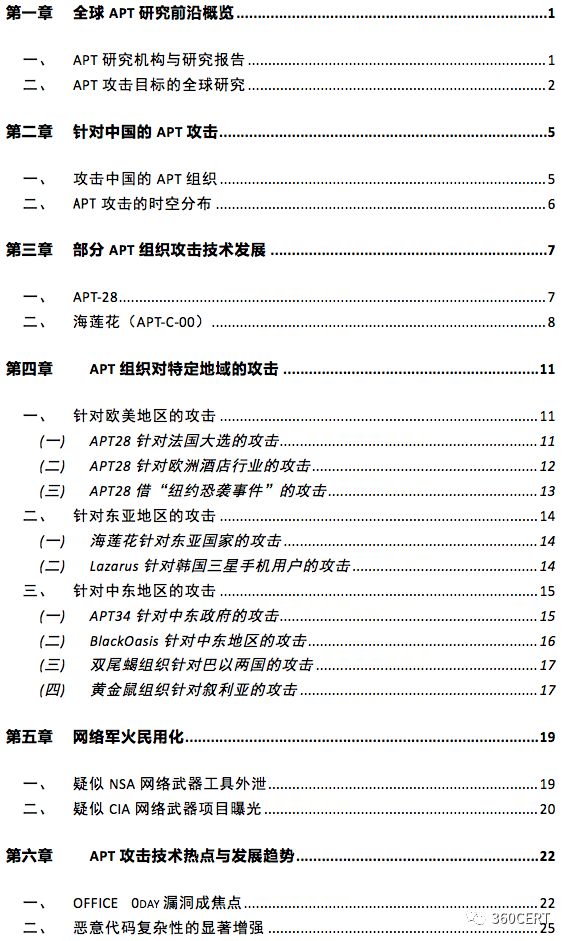 第一章 全球 APT 研究前沿概览........................1
一、 APT 研究机构与研究报告........................1
二、 APT 攻击目标的全球研究........................2
第二章 针对中国的 APT 攻击........................5
一、 攻击中国的 APT 组织........................5
二、 APT 攻击的时空分布........................6
第三章 部分 APT 组织攻击技术发展........................7
一、 APT-28........................7
二、 海莲花（APT-C-00）........................8
第四章 APT 组织对特定地域的攻击........................11
一、 针对欧美地区的攻击........................11
(一) APT28 针对法国大选的攻击........................11
(二) APT28 针对欧洲酒店行业的攻击........................12
(三) APT28 借“纽约恐袭事件”的攻击........................13
二、 针对东亚地区的攻击........................14
(一) 海莲花针对东亚国家的攻击........................14
(二) Lazarus 针对韩国三星手机用户的攻击........................14
三、 针对中东地区的攻击........................15
(一) APT34 针对中东政府的攻击........................15
(二) BlackOasis 针对中东地区的攻击........................16
(三) 双尾蝎组织针对巴以两国的攻击........................17
(四) 黄金鼠组织针对叙利亚的攻击........................17
第五章 网络军火民用化........................19
一、 疑似 NSA 网络武器工具外泄........................19
二、 疑似 CIA 网络武器项目曝光........................20
第六章 APT 攻击技术热点与发展趋势........................22
一、 OFFICE 0DAY 漏洞成焦点........................22
二、 恶意代码复杂性的显著增强........................25
360CERT